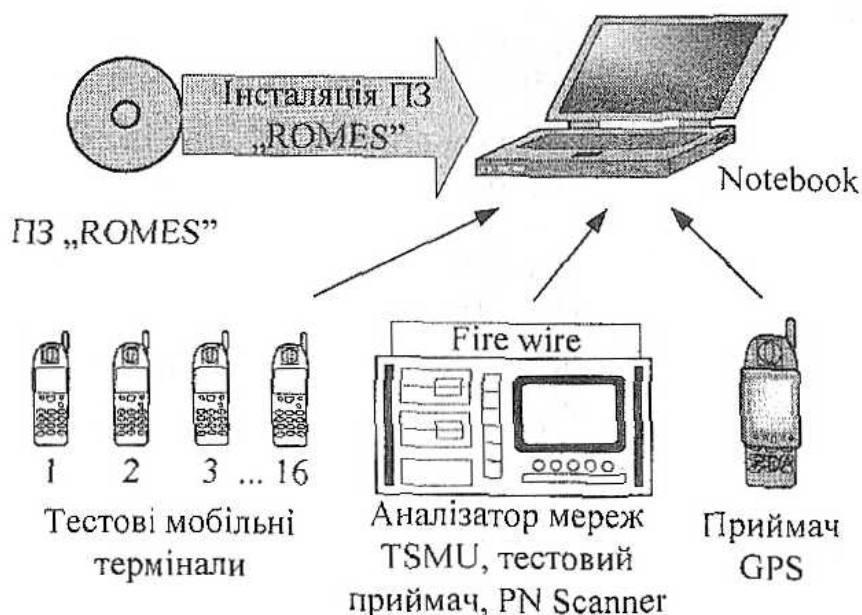 Інсталяція ПЗ
„ROMES”
Notebook
ПЗ „ROMES”
Fire wire
1 2 3 ... 16
Тестові мобільні
термінали
Аналізатор мереж
TSMU, тестовий
приймач, PN Scanner
Приймач
GPS